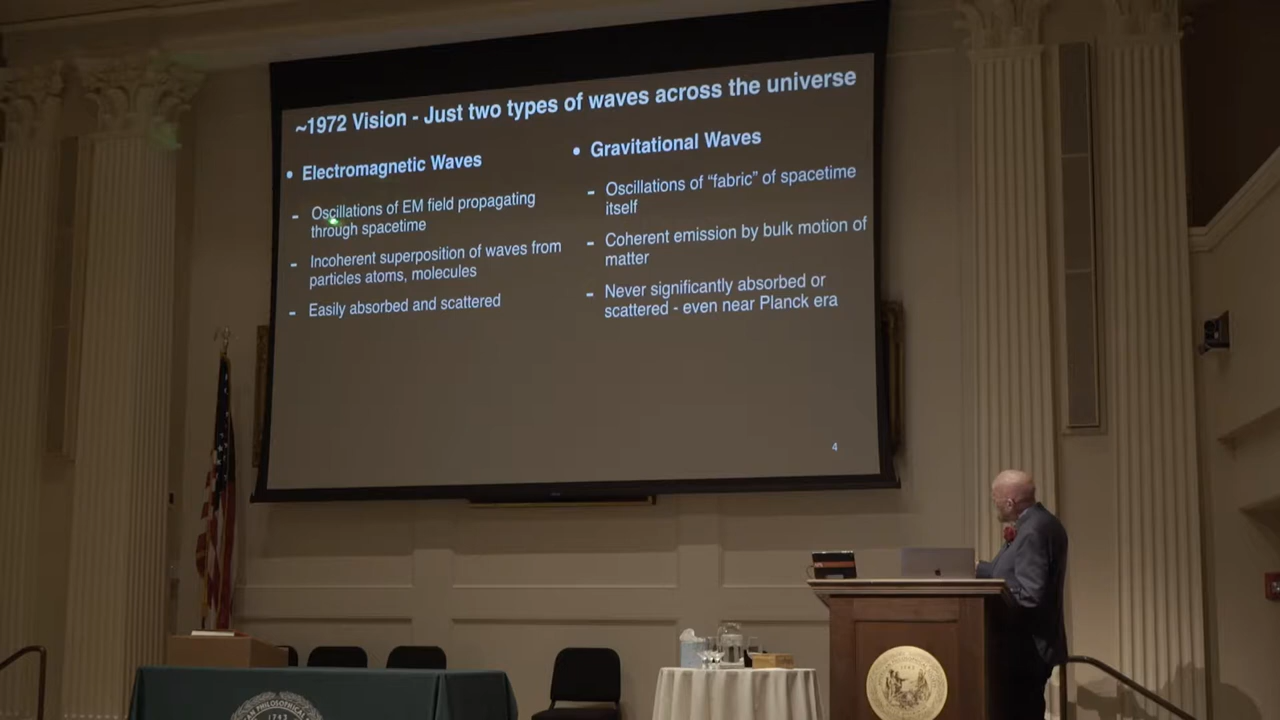 ~1972 Vision - Just two types of waves across the universe
• Electromagnetic Waves
- Oscillations of EM field propagating
through spacetime
- Incoherent superposition of waves from
particles atoms, molecules
- Easily absorbed and scattered
• Gravitational Waves
- Oscillations of “fabric” of spacetime
itself
- Coherent emission by bulk motion of
matter
- Never significantly absorbed or
scattered - even near Planck era
4
PHILOSOPHICAL
1743